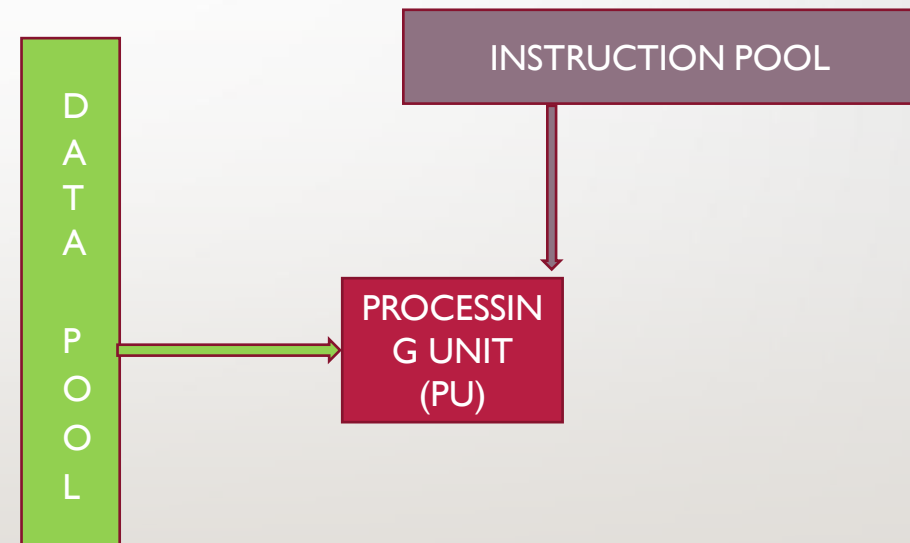 INSTRUCTION POOL
D
A
T
A
P
O
O
L
PROCESSIN
G UNIT
(PU)